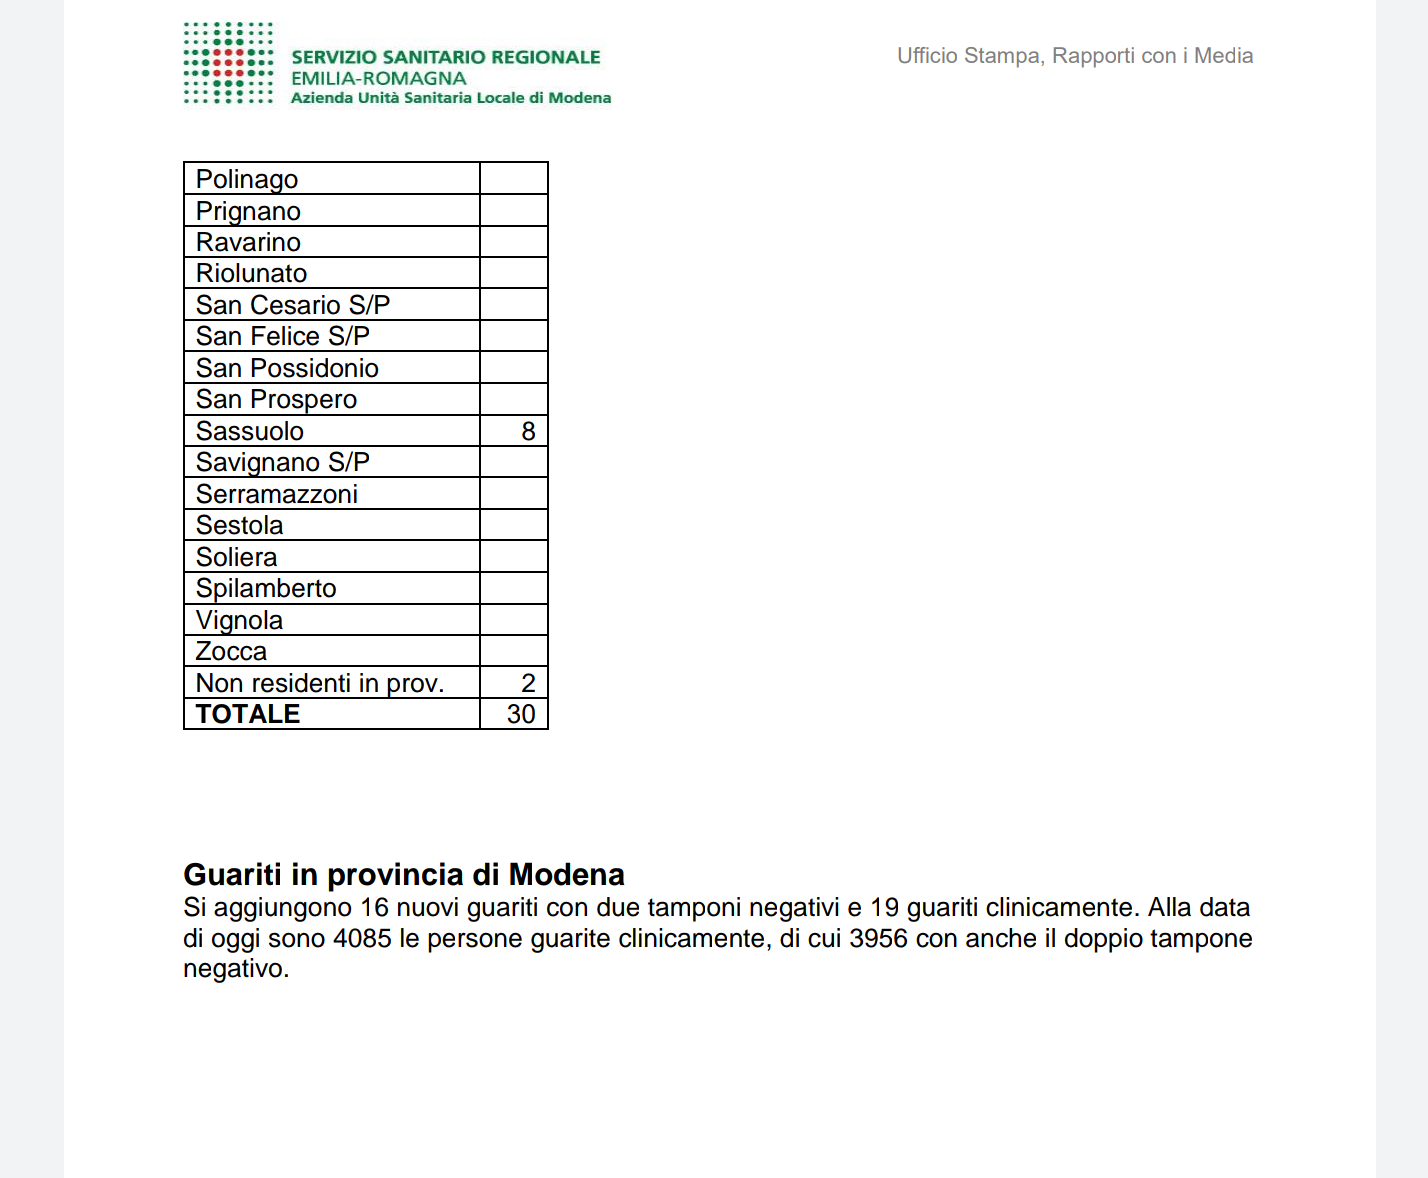 SERVIZIO SANITARIO REGIONALE
EMILIA-ROMAGNA
Azienda Unità Sanitaria Locale di Modena
Ufficio Stampa, Rapporti con i Media
Polinago
Prignano
Ravarino
Riolunato
San Cesario S/P
San Felice S/P
San Possidonio
San Prospero
Sassuolo 8
Savignano S/P
Serramazzoni
Sestola
Soliera
Spilamberto
Vignola
Zocca
Non residenti in prov. 2
TOTALE 30
Guariti in provincia di Modena
Si aggiungono 16 nuovi guariti con due tamponi negativi e 19 guariti clinicamente. Alla data
di oggi sono 4085 le persone guarite clinicamente, di cui 3956 con anche il doppio tampone
negativo.